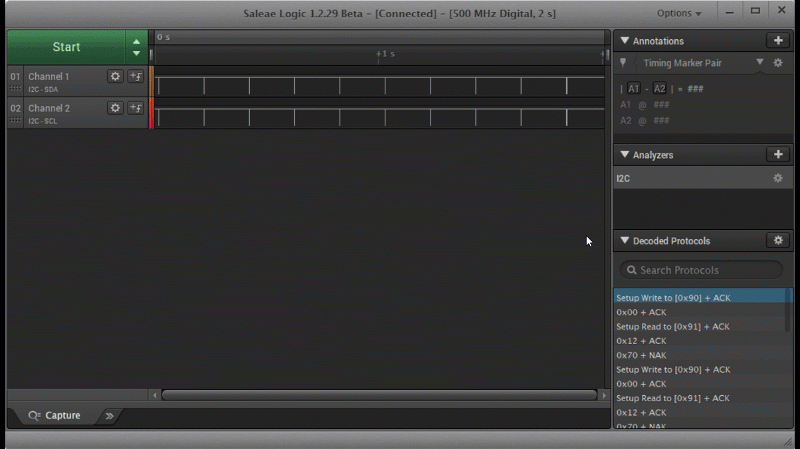 Saleae Logic 1.2.29 Beta - [Connected] - [500 MHz Digital, 2 s]
Options
Start
0 s
+1 s
+
01 Channel 1
I2C - SDA
02 Channel 2
I2C - SCL
Annotations
Timing Marker Pair
| A1 - A2 | = ###
A1 @ ###
A2 @ ###
Analyzers
I2C
Decoded Protocols
Search Protocols
Setup Write to [0x90] + ACK
0x00 + ACK
Setup Read to [0x91] + ACK
0x12 + ACK
0x70 + NAK
Setup Write to [0x90] + ACK
0x00 + ACK
Setup Read to [0x91] + ACK
0x12 + ACK
0x70 + NAK
Capture